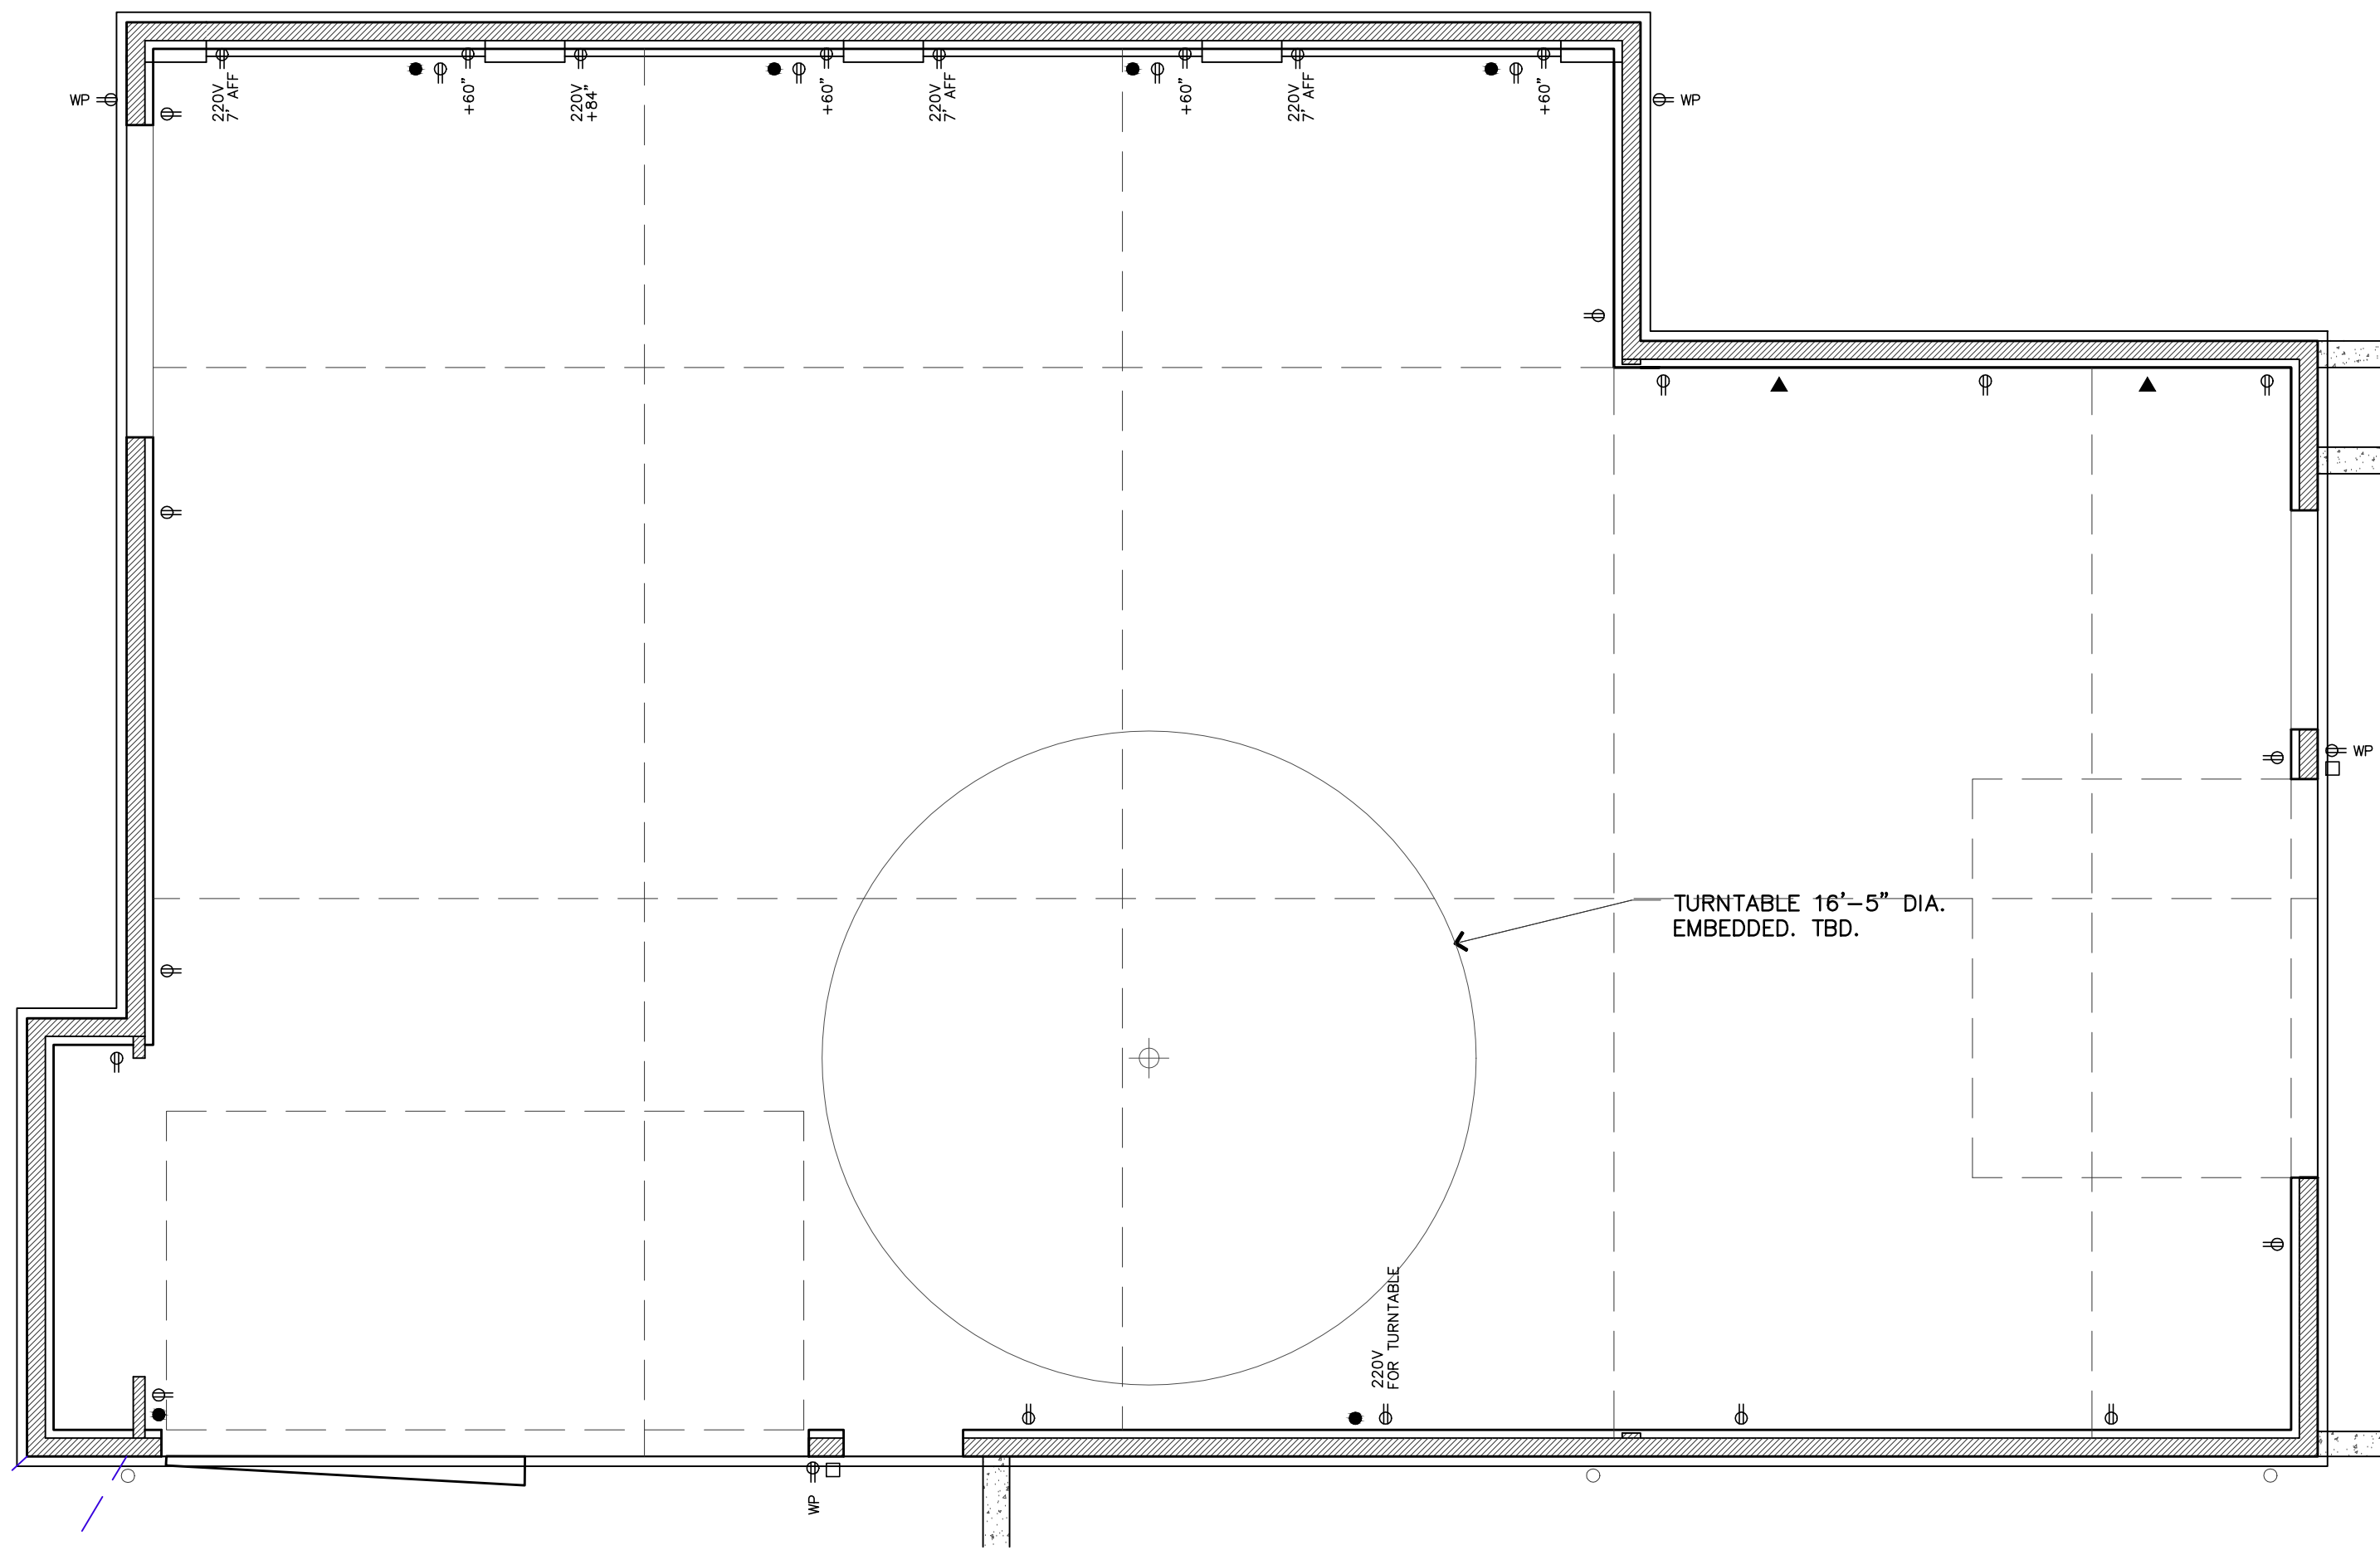 220V
7' AFF
+60"
220V
+84"
+60"
220V
7' AFF
+60"
220V
7' AFF
+60"
WP
WP
WP
TURNTABLE 16'-5" DIA.
EMBEDDED. TBD.
220V
FOR TURNTABLE
WP